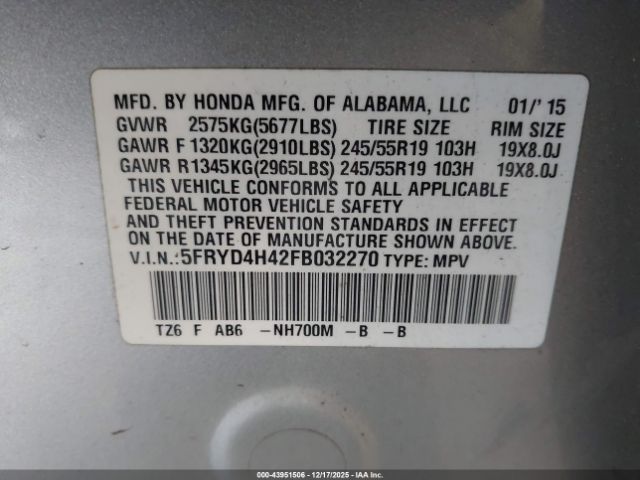 MFD. BY HONDA MFG. OF ALABAMA, LLC 01/' 15
GVWR 2575KG(5677LBS) TIRE SIZE RIM SIZE
GAWR F 1320KG(2910LBS) 245/55R19 103H 19X8.0J
GAWR R1345KG(2965LBS) 245/55R19 103H 19X8.0J
THIS VEHICLE CONFORMS TO ALL APPLICABLE
FEDERAL MOTOR VEHICLE SAFETY
AND THEFT PREVENTION STANDARDS IN EFFECT
ON THE DATE OF MANUFACTURE SHOWN ABOVE.
V.I.N.:5FRYD4H42FB032270 TYPE: MPV
TZ6 F AB6 -NH700M -B -B
000-43951506 - 12/17/2025 - IAAI.COM